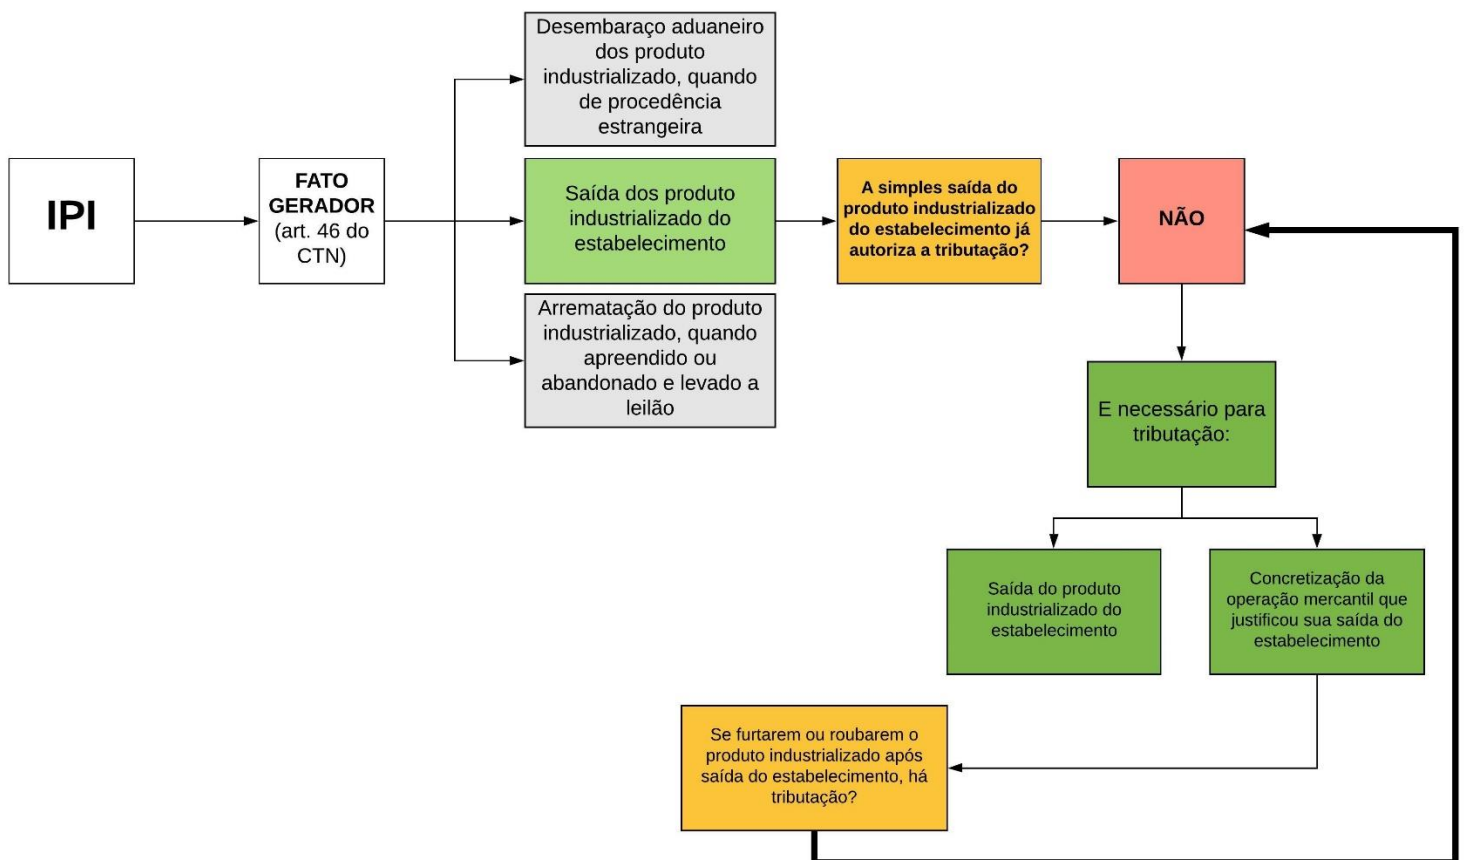 IPI
FATO
GERADOR
(art. 46 do
CTN)
Desembaraço aduaneiro
dos produto
industrializado, quando
de procedência
estrangeira
Saída dos produto
industrializado do
estabelecimento
Arrematação do produto
industrializado, quando
apreendido ou
abandonado e levado a
leilão
A simples saída do
produto industrializado
do estabelecimento já
autoriza a tributação?
NÃO
E necessário para
tributação:
Saída do produto
industrializado do
estabelecimento
Concretização da
operação mercantil que
justificou sua saída do
estabelecimento
Se furtarem ou roubarem o
produto industrializado após
saída do estabelecimento, há
tributação?